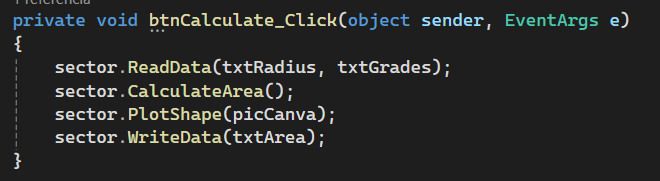 1 referencia
private void btnCalculate_Click(object sender, EventArgs e)
{
sector.ReadData(txtRadius, txtGrades);
sector.CalculateArea();
sector.PlotShape(picCanva);
sector.WriteData(txtArea);
}